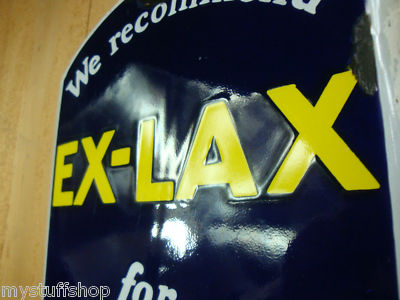 We recommend
EX-LAX
for
mystuffshop